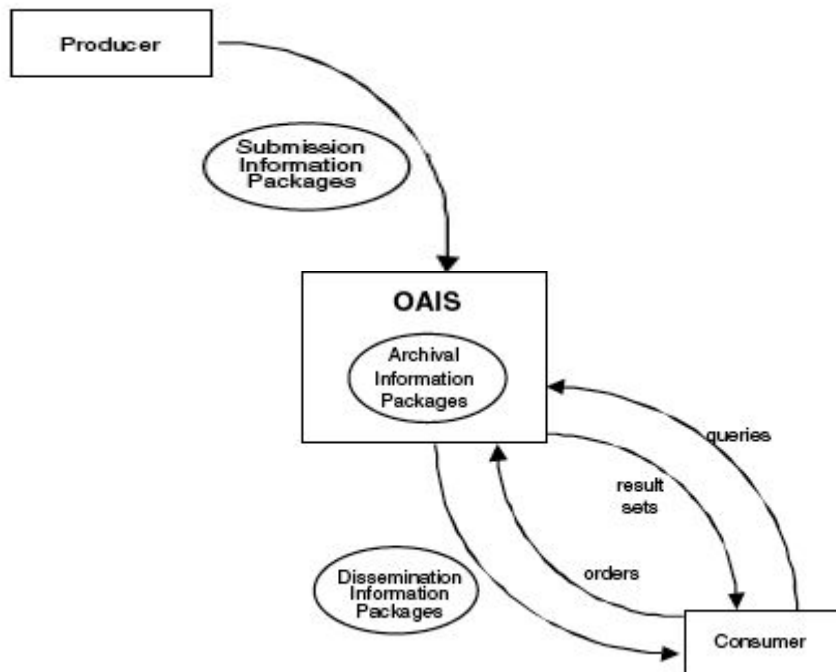 Producer
Submission
Information
Packages
OAIS
Archival
Information
Packages
queries
result
sets
orders
Dissemination
Information
Packages
Consumer